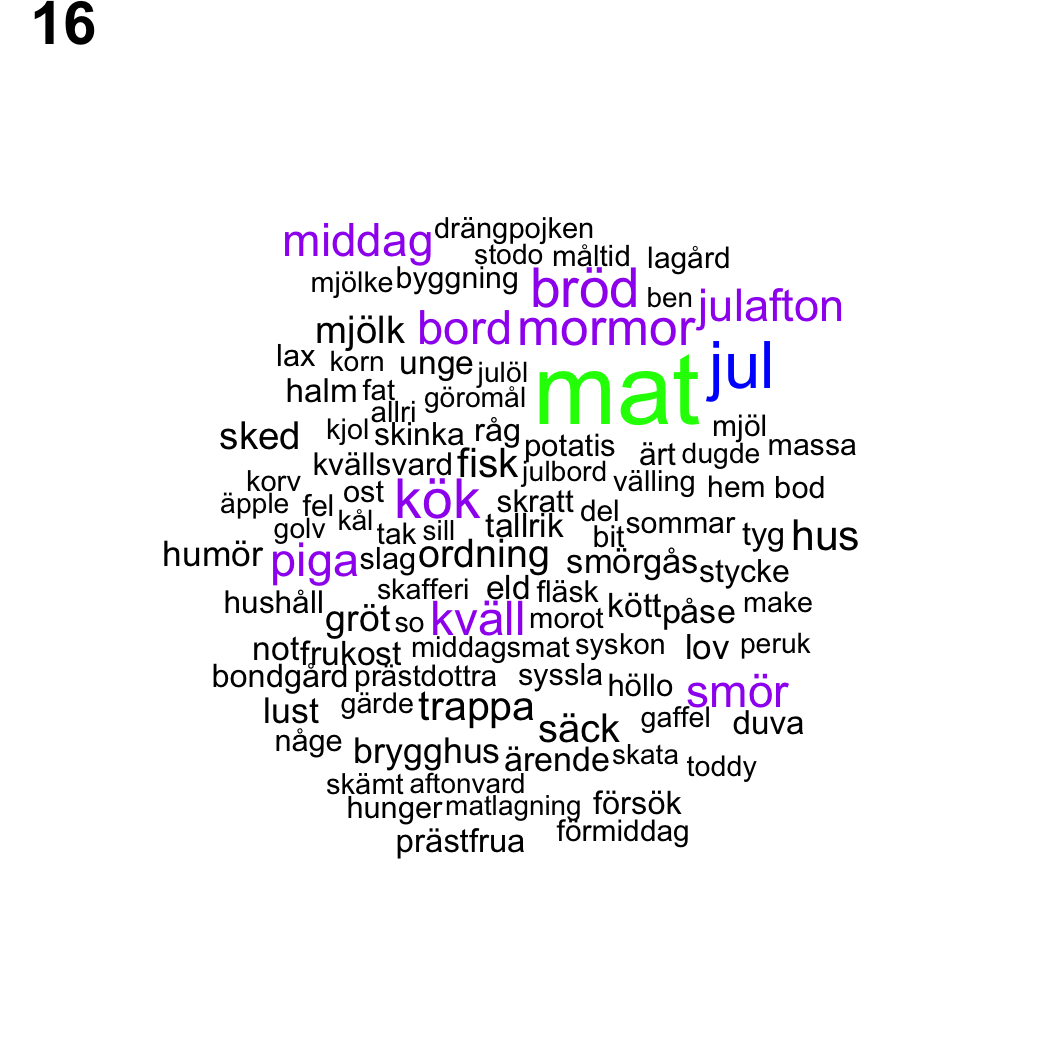 16
middag drängpojken
stodo måltid lagård
mjölke byggning bröd ben julafton
mjölk bord mormor
lax korn unge julöl mat jul
halm fat göromål
allri
sked kjol skinka råg mjöl
potatis ärt dugde massa
kvällsvard fisk julbord välling
korv ost kök skratt hem bod
äpple fel kål tallrik del
golv tak sill bit sommar tyg hus
humör piga slag ordning smörgås stycke
skafferi eld fläsk
hushåll gröt so kväll morot kött påse make
not frukost middagsmat syskon lov peruk
bondgård prästdottra syssla höllo smör
lust gärde trappa säck gaffel duva
någe brygghus ärende skata toddy
skämt aftonvard
hunger matlagning försök
prästfrua förmiddag